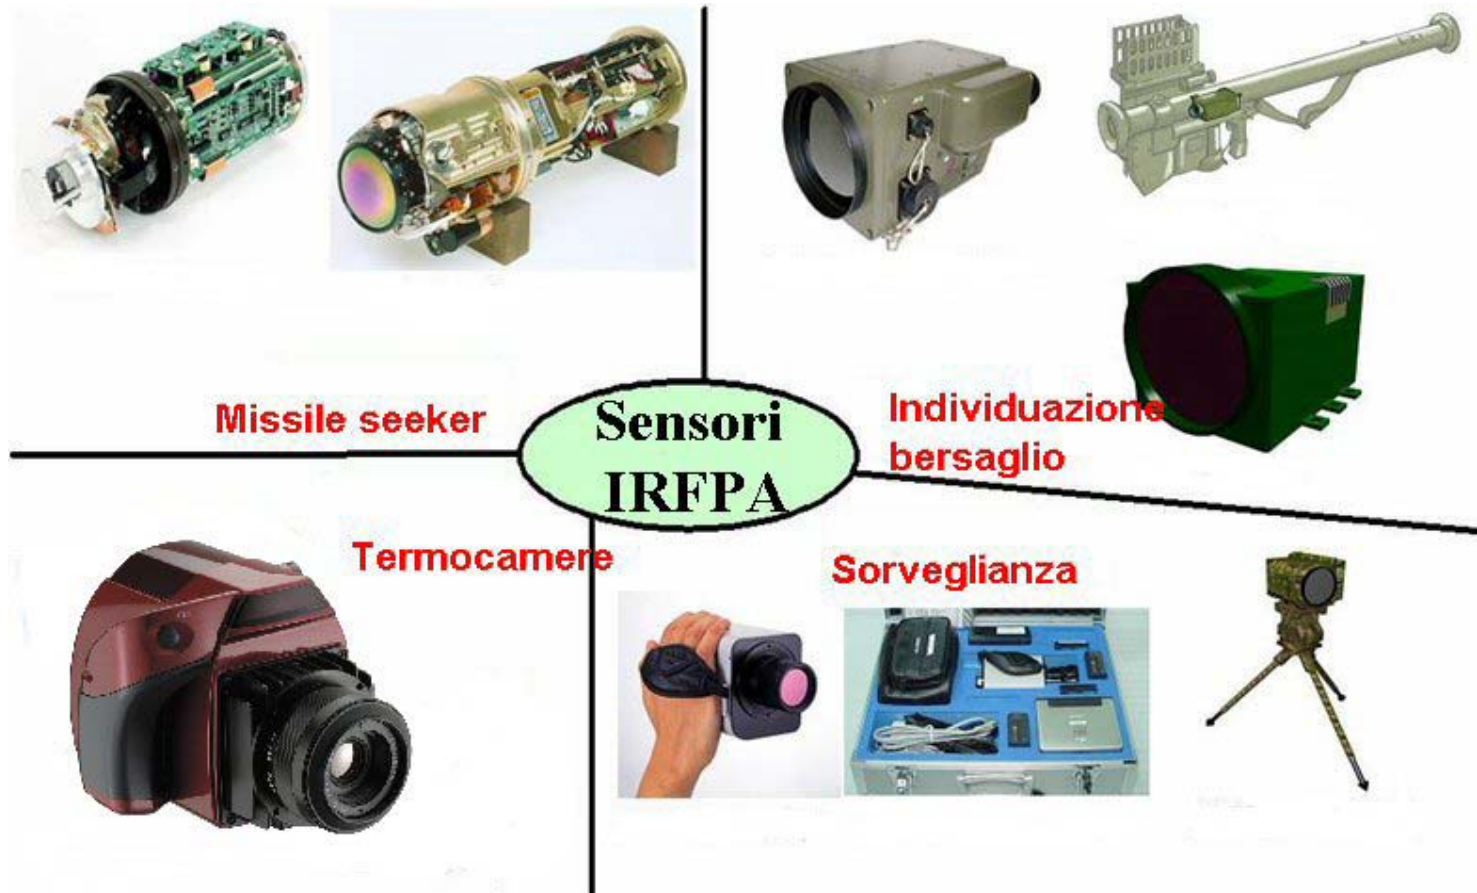 Missile seeker
Sensori
IRFPA
Individuazione
bersaglio
Termocamere
Sorveglianza